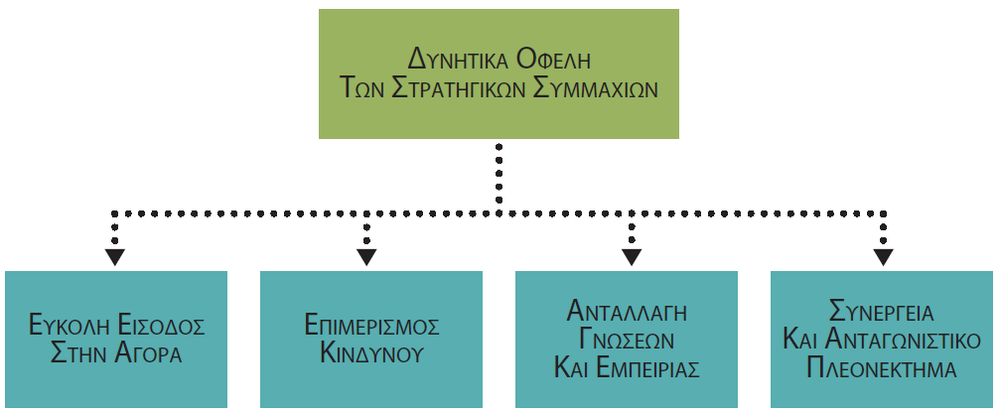 ΔΥΝΗΤΙΚΑ ΟΦΕΛΗ
ΤΩΝ ΣΤΡΑΤΗΓΙΚΩΝ ΣΥΜΜΑΧΙΩΝ
ΕΥΚΟΛΗ ΕΙΣΟΔΟΣ
ΣΤΗΝ ΑΓΟΡΑ
ΕΠΙΜΕΡΙΣΜΟΣ
ΚΙΝΔΥΝΟΥ
ΑΝΤΑΛΛΑΓΗ
ΓΝΩΣΕΩΝ
ΚΑΙ ΕΜΠΕΙΡΙΑΣ
ΣΥΝΕΡΓΕΙΑ
ΚΑΙ ΑΝΤΑΓΩΝΙΣΤΙΚΟ
ΠΛΕΟΝΕΚΤΗΜΑ